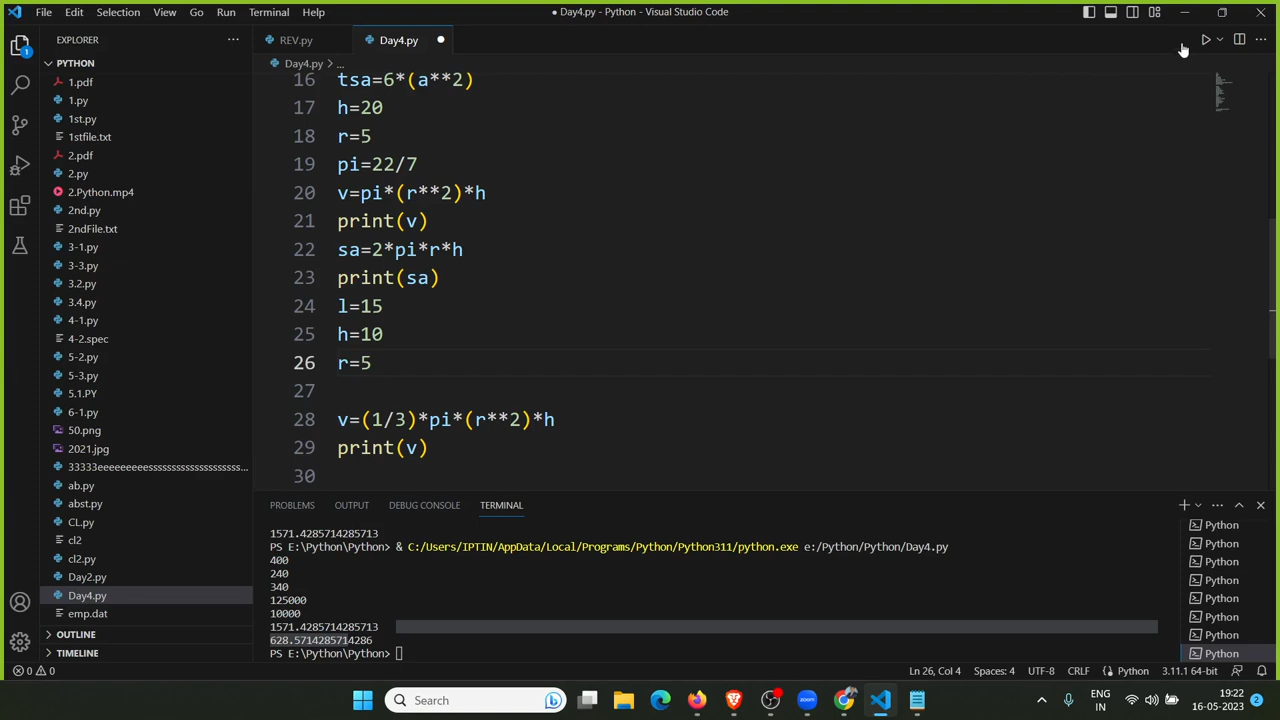 File Edit Selection View Go Run Terminal Help
● Day4.py - Python - Visual Studio Code
EXPLORER
REV.py
Day4.py
PYTHON
Day4.py > ...
1.pdf
1.py
1st.py
1stfile.txt
2.pdf
2.py
2.Python.mp4
2nd.py
2ndFile.txt
3-1.py
3-3.py
3.2.py
3.4.py
4-1.py
4-2.spec
5-2.py
5-3.py
5.1.PY
6-1.py
50.png
2021.jpg
33333eeeeeeeeessssssssssssssssssss...
ab.py
abst.py
CL.py
cl2
cl2.py
Day2.py
Day4.py
emp.dat
OUTLINE
TIMELINE
16 tsa=6*(a**2)
17 h=20
18 r=5
19 pi=22/7
20 v=pi*(r**2)*h
21 print(v)
22 sa=2*pi*r*h
23 print(sa)
24 l=15
25 h=10
26 r=5
27
28 v=(1/3)*pi*(r**2)*h
29 print(v)
30
PROBLEMS OUTPUT DEBUG CONSOLE TERMINAL
1571.4285714285713
PS E:\Python\Python> & C:/Users/IPTIN/AppData/Local/Programs/Python/Python311/python.exe e:/Python/Python/Day4.py
400
240
340
125000
10000
1571.4285714285713
628.5714285714286
PS E:\Python\Python>
Python
Python
Python
Python
Python
Python
Python
Python
0 0
Ln 26, Col 4 Spaces: 4 UTF-8 CRLF Python 3.11.1 64-bit
1
Search
ENG
IN
19:22
16-05-2023
2